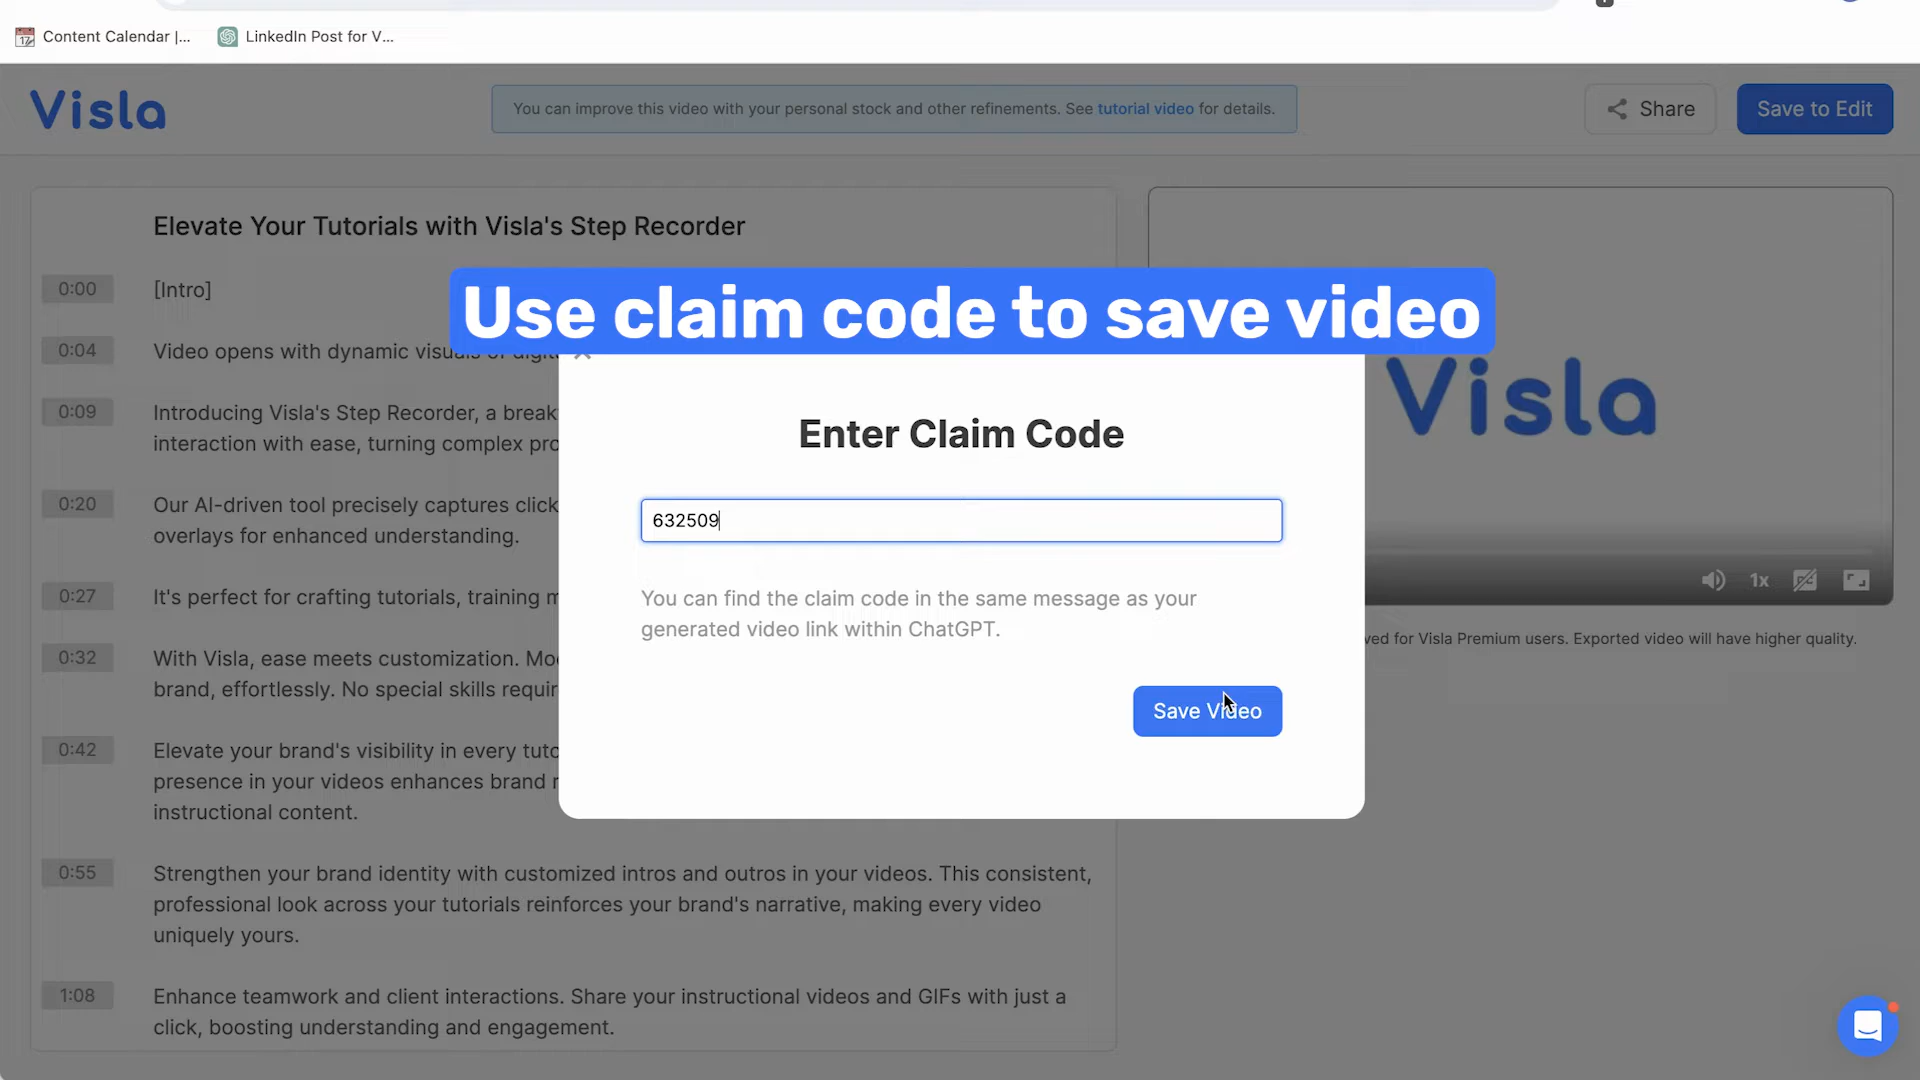 Content Calendar |...
LinkedIn Post for V...
Visla
You can improve this video with your personal stock and other refinements. See tutorial video for details.
Share
Save to Edit
Elevate Your Tutorials with Visla's Step Recorder
0:00
[Intro]
Use claim code to save video
0:04
Video opens with dynamic visuals of digit
0:09
Introducing Visla's Step Recorder, a break
interaction with ease, turning complex pro
Visla
Enter Claim Code
632509
0:20
Our AI-driven tool precisely captures click
overlays for enhanced understanding.
You can find the claim code in the same message as your
generated video link within ChatGPT.
1x
0:27
It's perfect for crafting tutorials, training m
ved for Visla Premium users. Exported video will have higher quality.
0:32
With Visla, ease meets customization. Mo
brand, effortlessly. No special skills requir
Save Video
0:42
Elevate your brand's visibility in every tuto
presence in your videos enhances brand r
instructional content.
0:55
Strengthen your brand identity with customized intros and outros in your videos. This consistent,
professional look across your tutorials reinforces your brand's narrative, making every video
uniquely yours.
1:08
Enhance teamwork and client interactions. Share your instructional videos and GIFs with just a
click, boosting understanding and engagement.